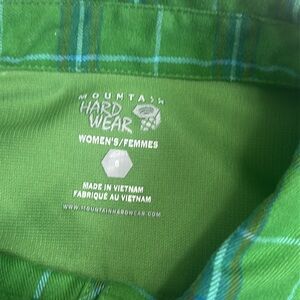 MOUNTAIN
HARD
WEAR
WOMEN'S/FEMMES
MADE IN VIETNAM
FABRIQUÉ AU VIETNAM
WWW.MOUNTAINHARDWEAR.COM